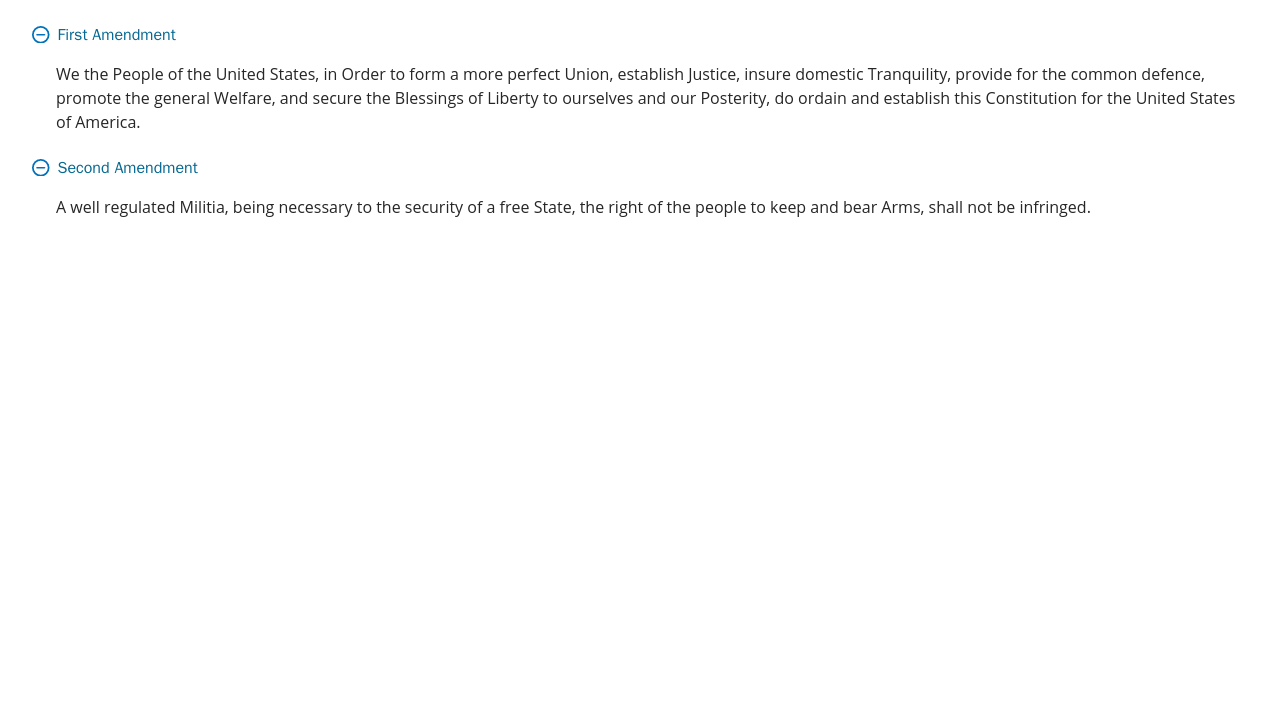 First Amendment
We the People of the United States, in Order to form a more perfect Union, establish Justice, insure domestic Tranquility, provide for the common defence,
promote the general Welfare, and secure the Blessings of Liberty to ourselves and our Posterity, do ordain and establish this Constitution for the United States
of America.
Second Amendment
A well regulated Militia, being necessary to the security of a free State, the right of the people to keep and bear Arms, shall not be infringed.